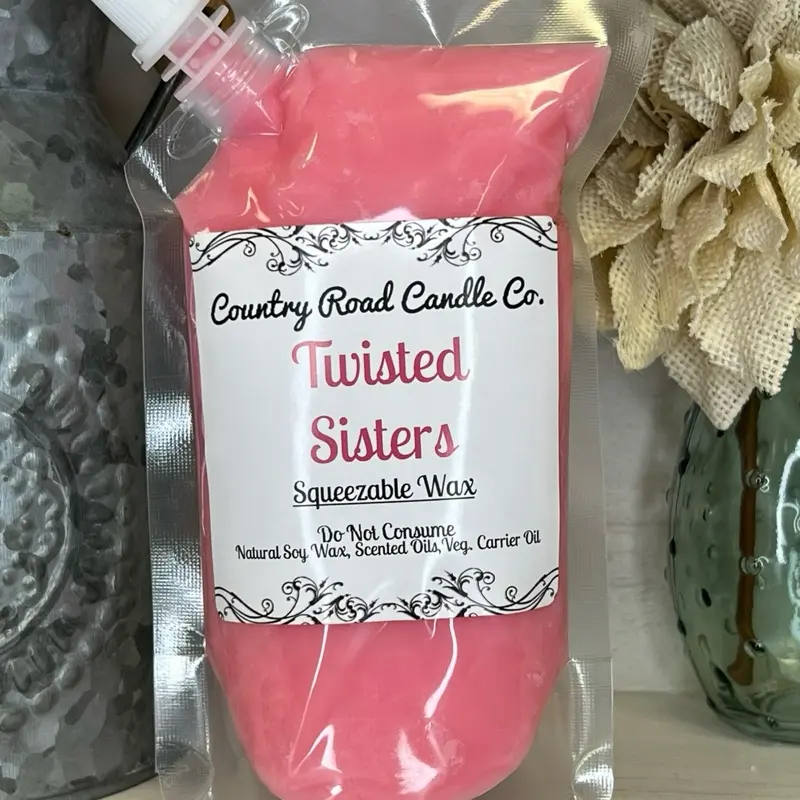 Country Road Candle Co.
Twisted
Sisters
Squeezable Wax
Do Not Consume
Natural Soy Wax, Scented Oils, Veg. Carrier Oil